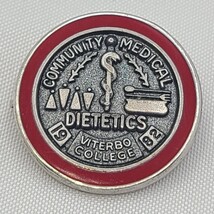 COMMUNITY MEDICAL
DIETETICS
19 82
VITERBO
COLLEGE